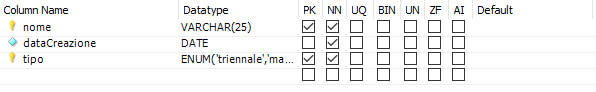 Column Name Datatype PK NN UQ BIN UN ZF AI Default
nome VARCHAR(25)
dataCreazione DATE
tipo ENUM('triennale','ma...